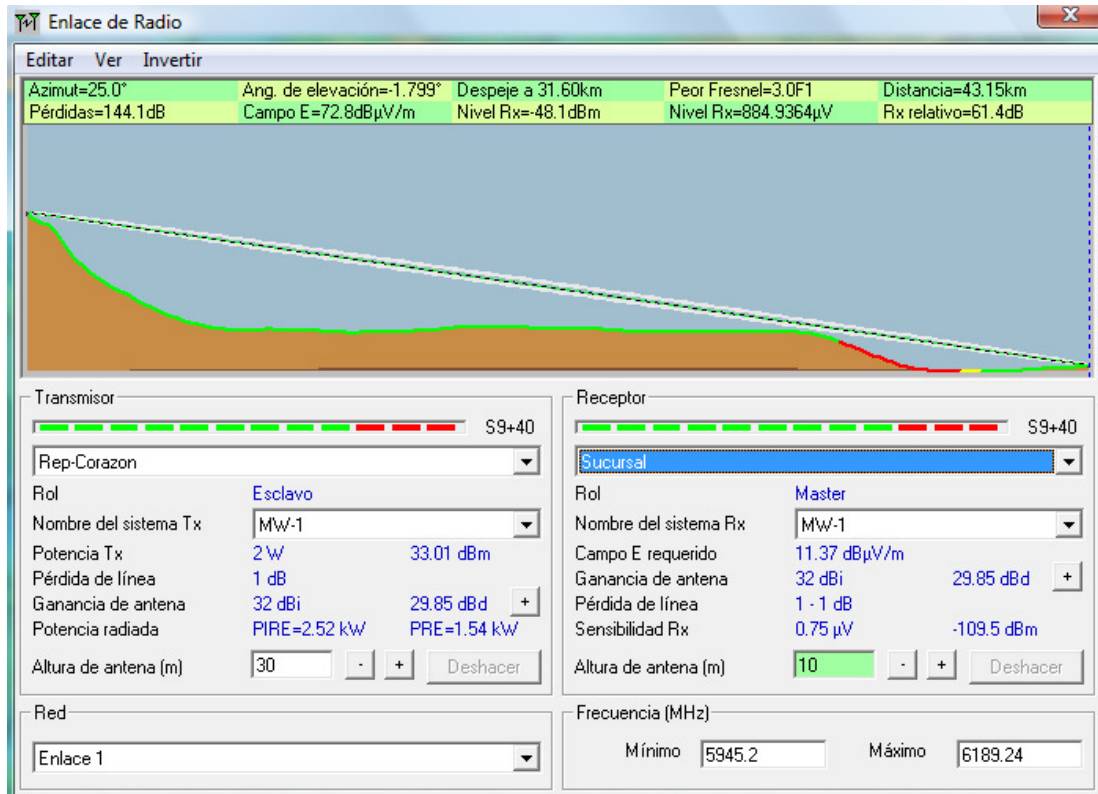 Enlace de Radio
X
Editar Ver Invertir
Azimut=25.0° Ang. de elevación=-1.799° Despeje a 31.60km Peor Fresnel=3.0F1 Distancia=43.15km
Pérdidas=144.1dB Campo E=72.8dBµV/m Nivel Rx=-48.1dBm Nivel Rx=884.9364µV Rx relativo=61.4dB
Transmisor
S9+40
Rep-Corazon
Rol Esclavo
Nombre del sistema Tx MW-1
Potencia Tx 2 W 33.01 dBm
Pérdida de línea 1 dB
Ganancia de antena 32 dBi 29.85 dBd +
Potencia radiada PIRE=2.52 kW PRE=1.54 kW
Altura de antena (m) 30 - + Deshacer
Receptor
S9+40
Sucursal
Rol Master
Nombre del sistema Rx MW-1
Campo E requerido 11.37 dBµV/m
Ganancia de antena 32 dBi 29.85 dBd +
Pérdida de línea 1 - 1 dB
Sensibilidad Rx 0.75 µV -109.5 dBm
Altura de antena (m) 10 - + Deshacer
Red
Enlace 1
Frecuencia (MHz)
Mínimo 5945.2 Máximo 6189.24